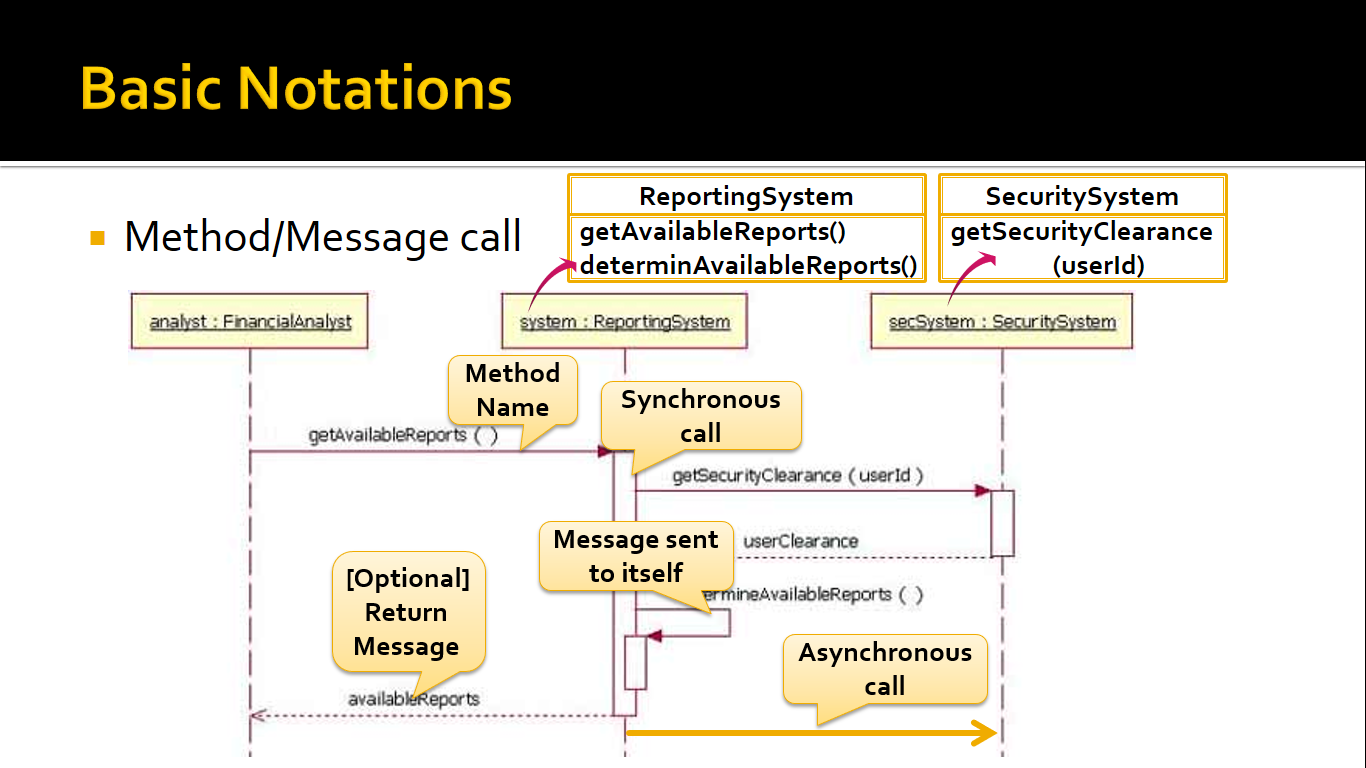 Basic Notations
Method/Message call
ReportingSystem
getAvailableReports()
determinAvailableReports()
SecuritySystem
getSecurityClearance
(userId)
analyst : FinancialAnalyst
system : ReportingSystem
secSystem : SecuritySystem
Method
Name
Synchronous
call
getAvailableReports ( )
getSecurityClearance ( userId )
Message sent
to itself
userClearance
[Optional]
Return
Message
ermineAvailableReports ( )
Asynchronous
call
availableReports